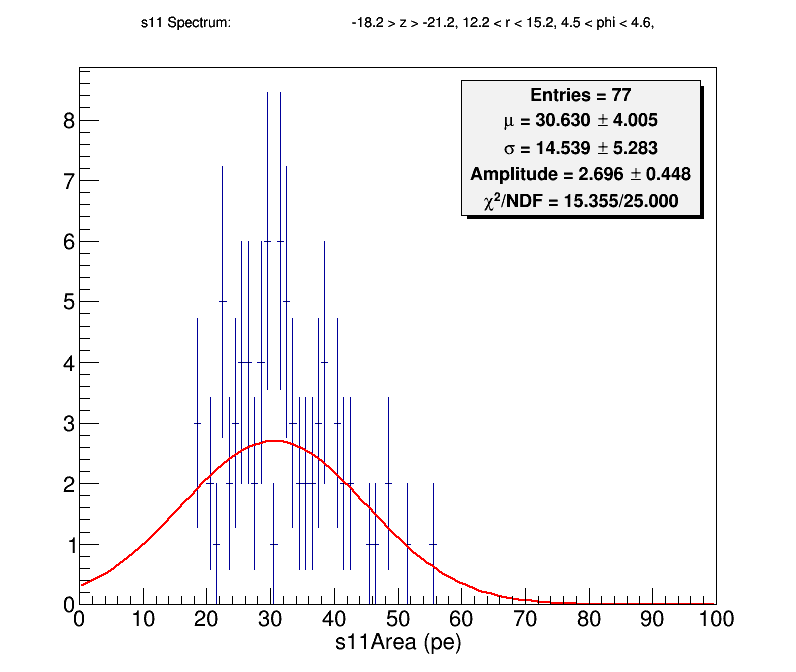 s11 Spectrum: -18.2 > z > -21.2, 12.2 < r < 15.2, 4.5 < phi < 4.6,
Entries = 77
μ = 30.630 ± 4.005
σ = 14.539 ± 5.283
Amplitude = 2.696 ± 0.448
χ²/NDF = 15.355/25.000
8
7
6
5
4
3
2
1
0
0 10 20 30 40 50 60 70 80 90 100
s11Area (pe)